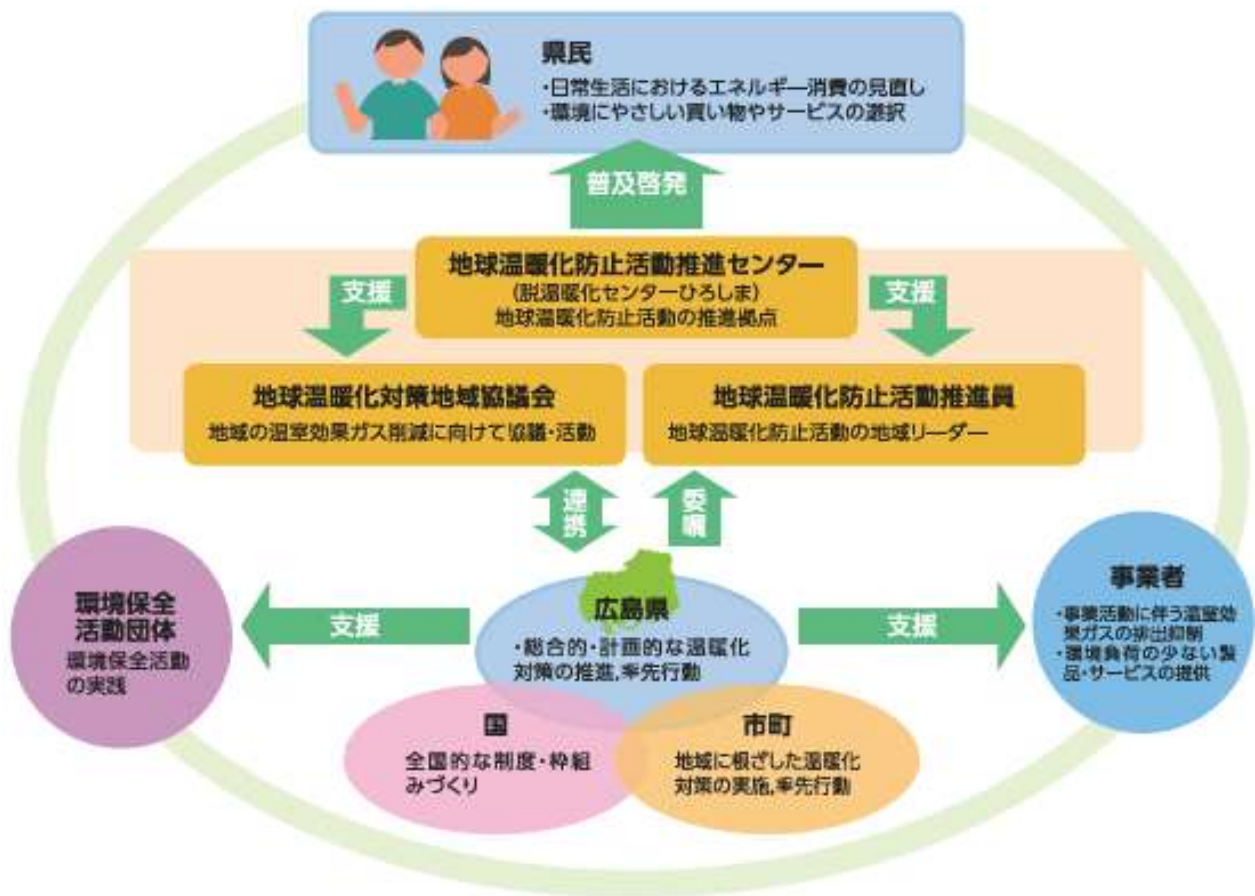 県民
・日常生活におけるエネルギー消費の見直し
・環境にやさしい買い物やサービスの選択
普及啓発
地球温暖化防止活動推進センター
(脱温暖化センターひろしま)
地球温暖化防止活動の推進拠点
支援
支援
地球温暖化対策地域協議会
地域の温室効果ガス削減に向けて協議・活動
地球温暖化防止活動推進員
地球温暖化防止活動の地域リーダー
連携
委嘱
環境保全
活動団体
環境保全活動
の実践
支援
広島県
・総合的・計画的な温暖化
対策の推進,率先行動
支援
事業者
・事業活動に伴う温室効
果ガスの排出抑制
・環境負荷の少ない製
品・サービスの提供
国
全国的な制度・枠組
みづくり
市町
地域に根ざした温暖化
対策の実施,率先行動